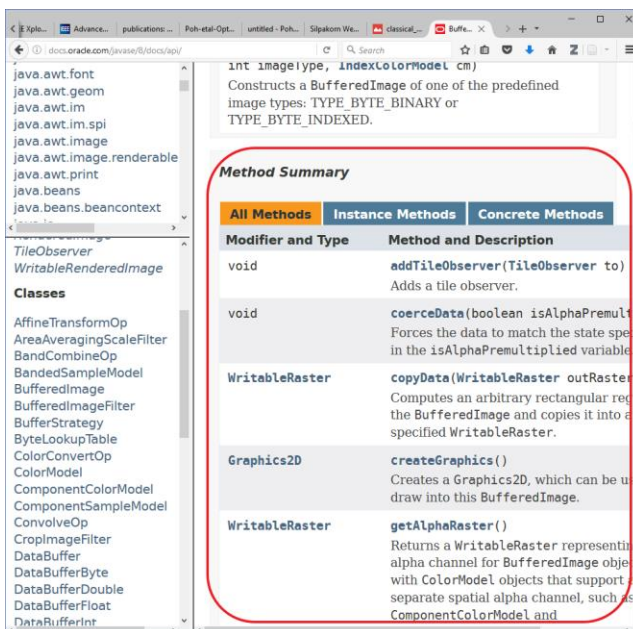 E Xplo...
Advance...
publications: ...
Poh-etal-Opt...
untitled - Poh...
Silpakorn We...
classical_...
Buffe...
docs.oracle.com/javase/8/docs/api/
Search
java.awt.font
java.awt.geom
java.awt.im
java.awt.im.spi
java.awt.image
java.awt.image.renderable
java.awt.print
java.beans
java.beans.beancontext
TileObserver
WritableRenderedImage
Classes
AffineTransformOp
AreaAveragingScaleFilter
BandCombineOp
BandedSampleModel
BufferedImage
BufferedImageFilter
BufferStrategy
ByteLookupTable
ColorConvertOp
ColorModel
ComponentColorModel
ComponentSampleModel
ConvolveOp
CropImageFilter
DataBuffer
DataBufferByte
DataBufferDouble
DataBufferFloat
DataBufferInt
int imageType, IndexColorModel cm)
Constructs a BufferedImage of one of the predefined
image types: TYPE_BYTE_BINARY or
TYPE_BYTE_INDEXED.
Method Summary
All Methods Instance Methods Concrete Methods
Modifier and Type Method and Description
void addTileObserver(TileObserver to)
Adds a tile observer.
void coerceData(boolean isAlphaPremult
Forces the data to match the state spe
in the isAlphaPremultiplied variable
WritableRaster copyData(WritableRaster outRaster
Computes an arbitrary rectangular reg
the BufferedImage and copies it into a
specified WritableRaster.
Graphics2D createGraphics()
Creates a Graphics2D, which can be u
draw into this BufferedImage.
WritableRaster getAlphaRaster()
Returns a WritableRaster representin
alpha channel for BufferedImage obje
with ColorModel objects that support a
separate spatial alpha channel, such as
ComponentColorModel and